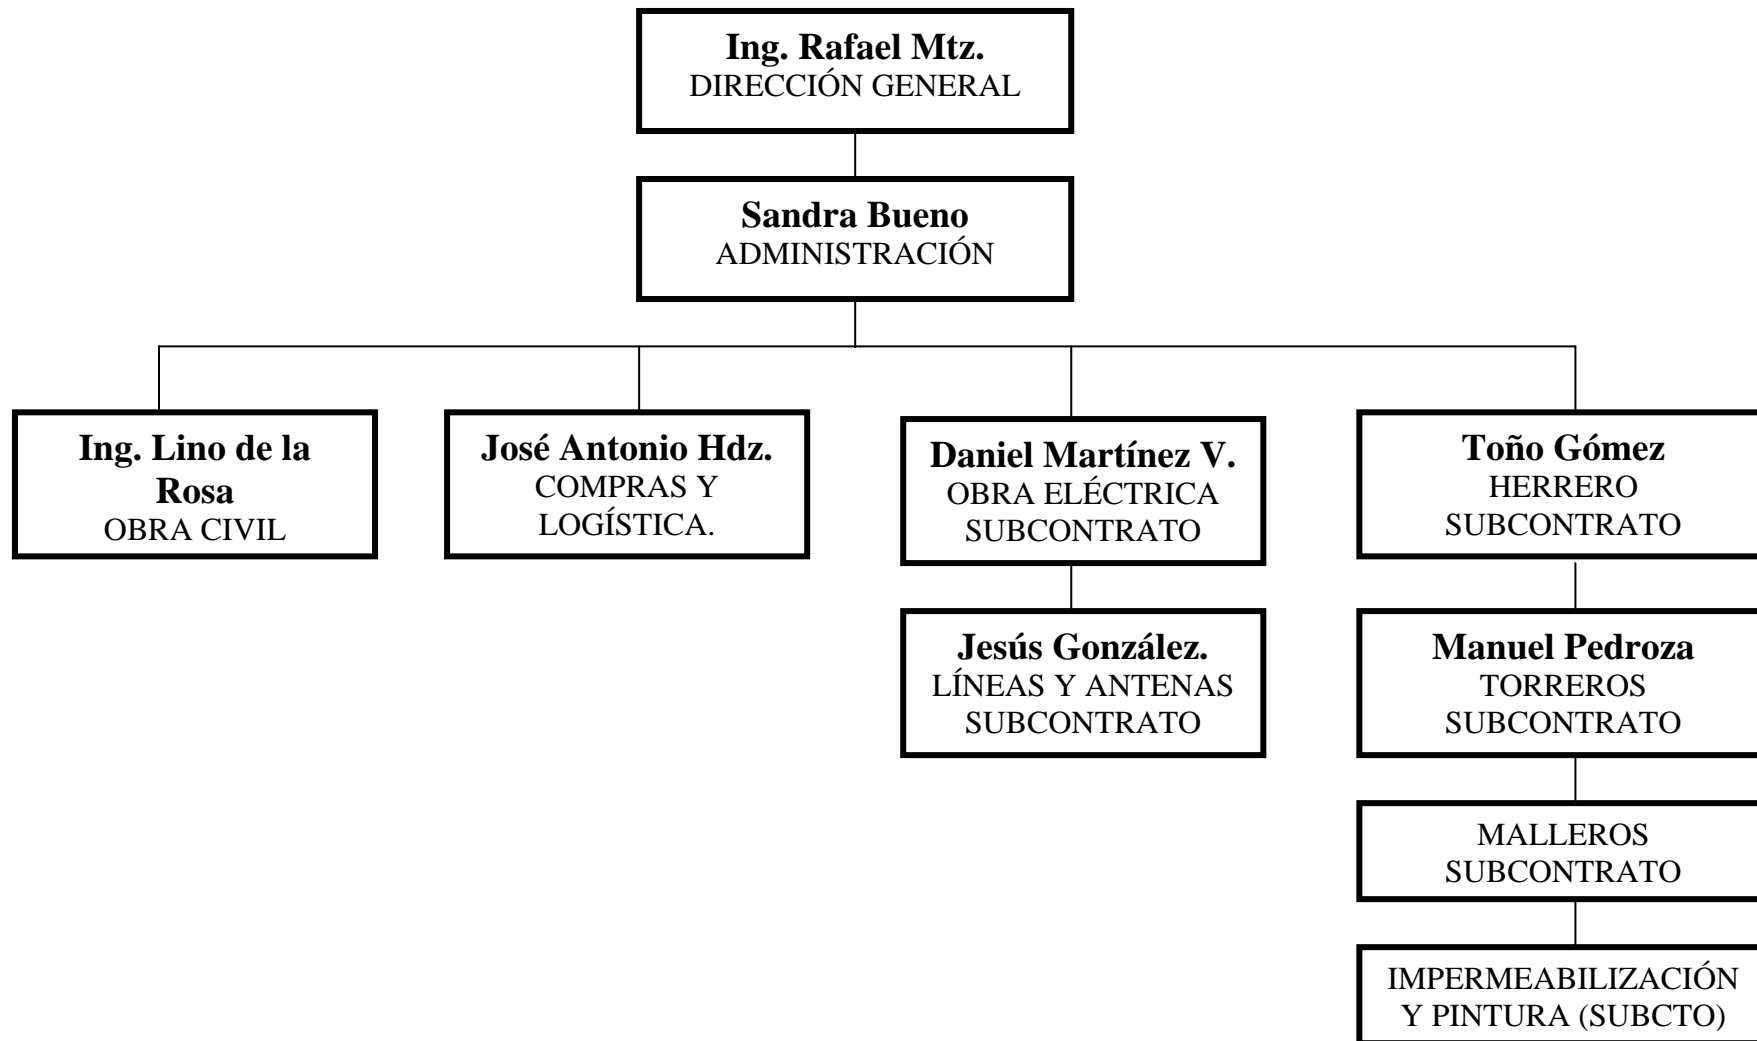 Ing. Rafael Mtz.
DIRECCIÓN GENERAL
Sandra Bueno
ADMINISTRACIÓN
Ing. Lino de la
Rosa
OBRA CIVIL
José Antonio Hdz.
COMPRAS Y
LOGÍSTICA.
Daniel Martínez V.
OBRA ELÉCTRICA
SUBCONTRATO
Toño Gómez
HERRERO
SUBCONTRATO
Jesús González.
LÍNEAS Y ANTENAS
SUBCONTRATO
Manuel Pedroza
TORREROS
SUBCONTRATO
MALLEROS
SUBCONTRATO
IMPERMEABILIZACIÓN
Y PINTURA (SUBCTO)